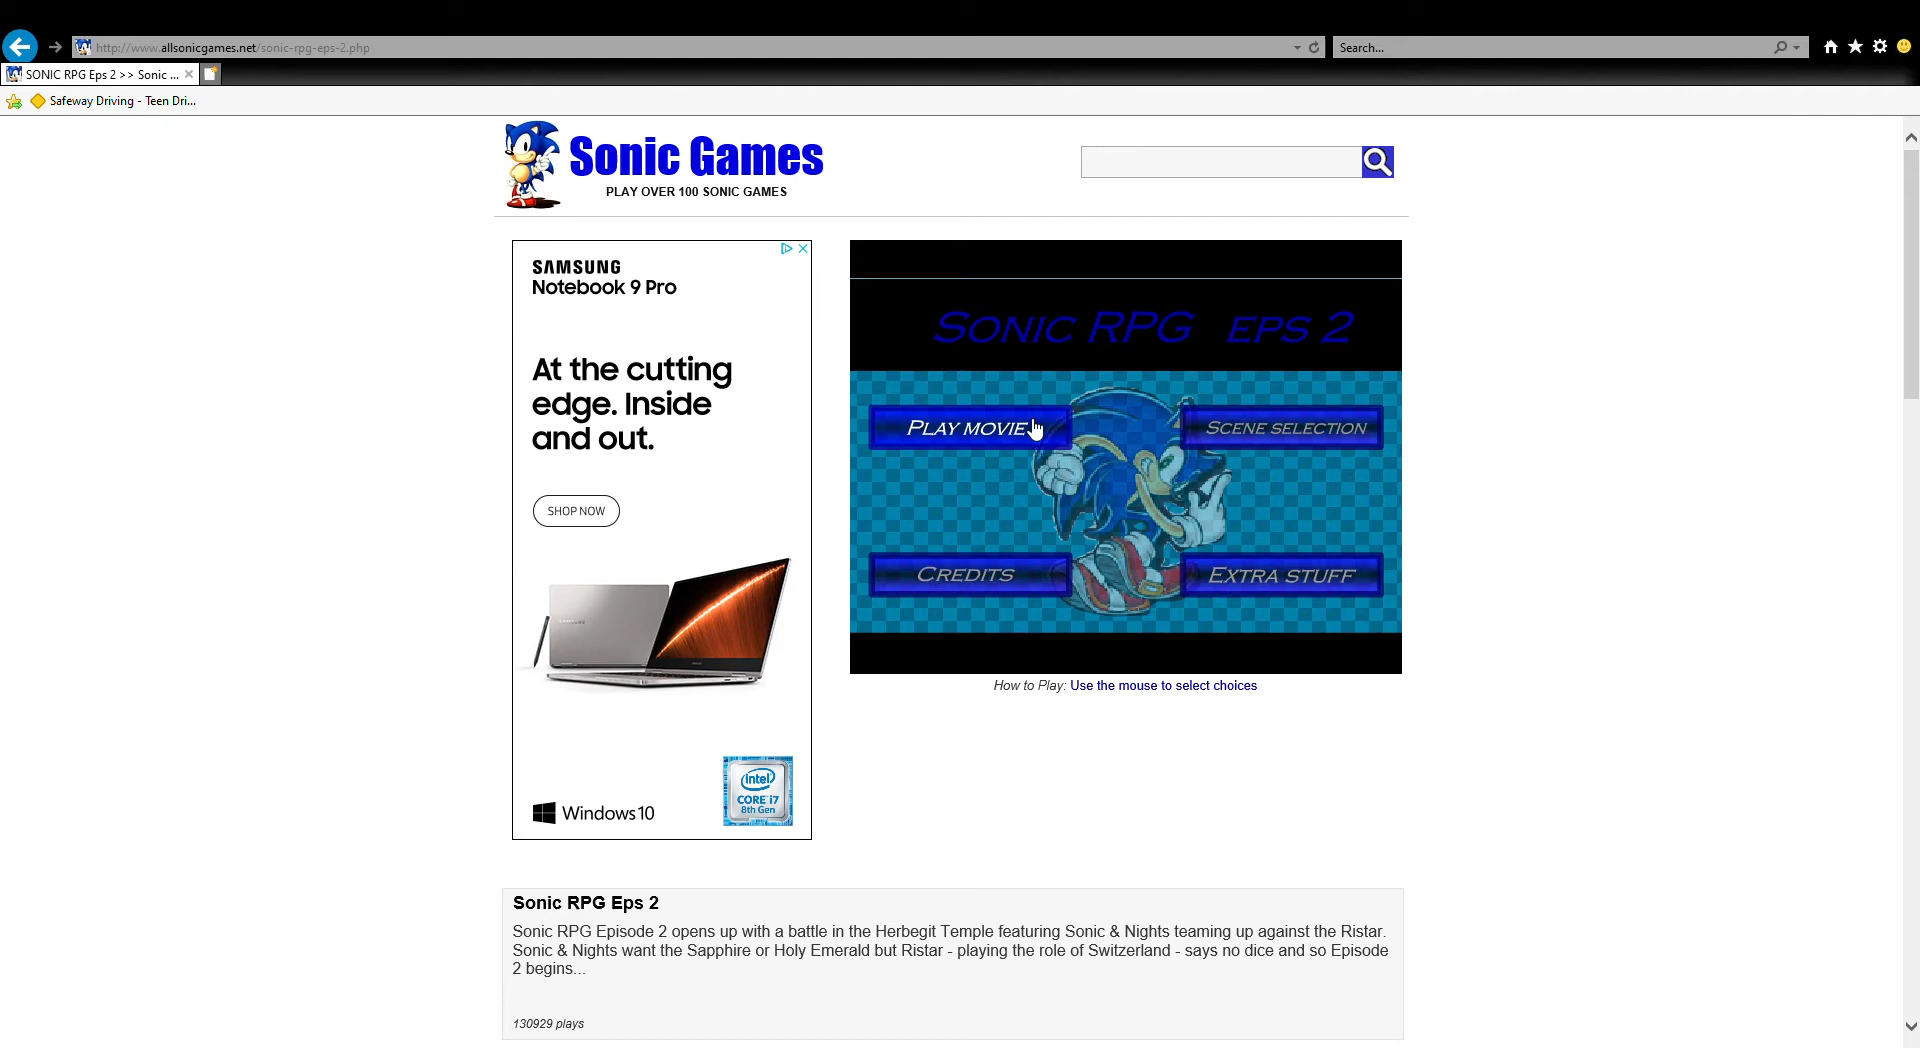 http://www.allsonicgames.net/sonic-rpg-eps-2.php
Search...
SONIC RPG Eps 2 >> Sonic ...
Safeway Driving - Teen Dri...
Sonic Games
PLAY OVER 100 SONIC GAMES
SAMSUNG
Notebook 9 Pro
At the cutting
edge. Inside
and out.
SHOP NOW
Windows 10
intel
CORE i7
8th Gen
SONIC RPG EPS 2
PLAY MOVIE
SCENE SELECTION
CREDITS
EXTRA STUFF
How to Play: Use the mouse to select choices
Sonic RPG Eps 2
Sonic RPG Episode 2 opens up with a battle in the Herbegit Temple featuring Sonic & Nights teaming up against the Ristar.
Sonic & Nights want the Sapphire or Holy Emerald but Ristar - playing the role of Switzerland - says no dice and so Episode
2 begins...
130929 plays